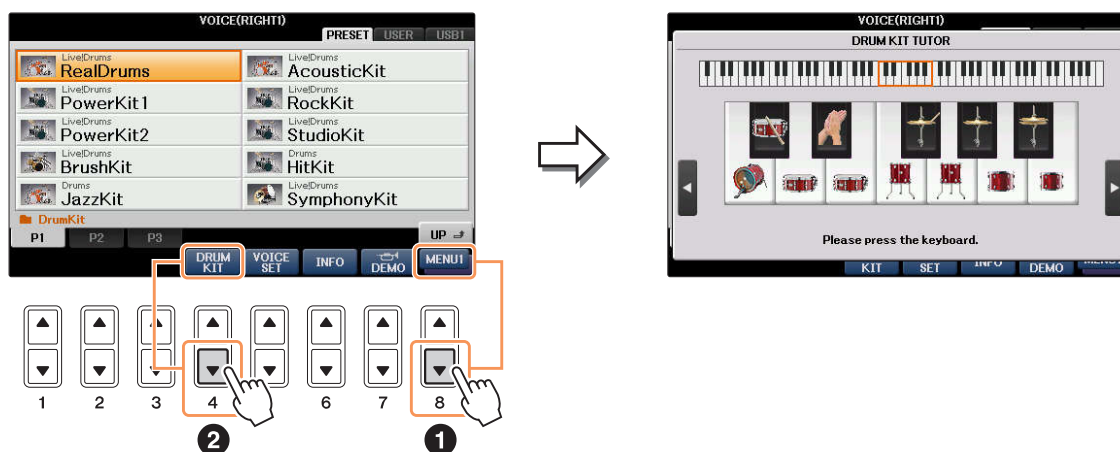 VOICE(RIGHT1)
PRESET USER USB1
Live!Drums
RealDrums
Live!Drums
AcousticKit
Live!Drums
PowerKit1
Live!Drums
RockKit
Live!Drums
PowerKit2
Live!Drums
StudioKit
Live!Drums
BrushKit
Drums
HitKit
Drums
JazzKit
Live!Drums
SymphonyKit
DrumKit
P1 P2 P3 UP
DRUM KIT VOICE SET INFO DEMO MENU1
1 2 3 4 6 7 8
2 1
VOICE(RIGHT1)
DRUM KIT TUTOR
Please press the keyboard.
KIT SET INFO DEMO